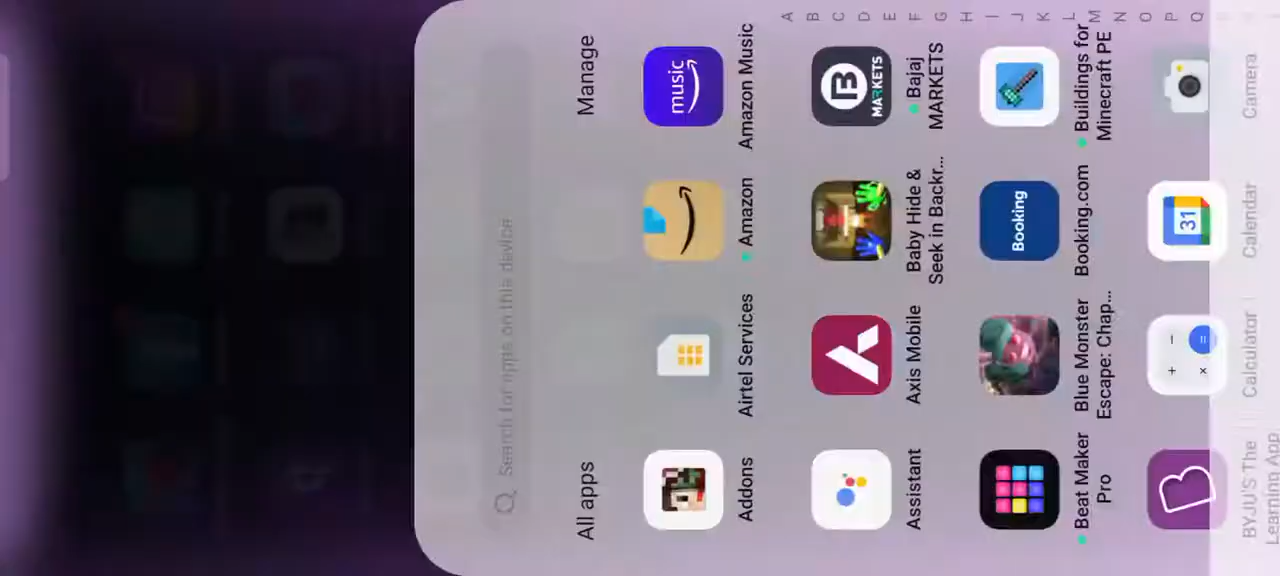 Search for apps on this device
All apps
Manage
Addons
Airtel Services
Amazon
music
Amazon Music
Assistant
Axis Mobile
Baby Hide &
Seek in Backr...
B
MARKETS
Bajaj
MARKETS
Beat Maker
Pro
Blue Monster
Escape: Chap...
Booking
Booking.com
Buildings for
Minecraft PE
BYJU'S The
Learning App
+ −
× =
Calculator
31
Calendar
Camera
A
B
C
D
E
F
G
H
I
J
K
L
M
N
O
P
Q